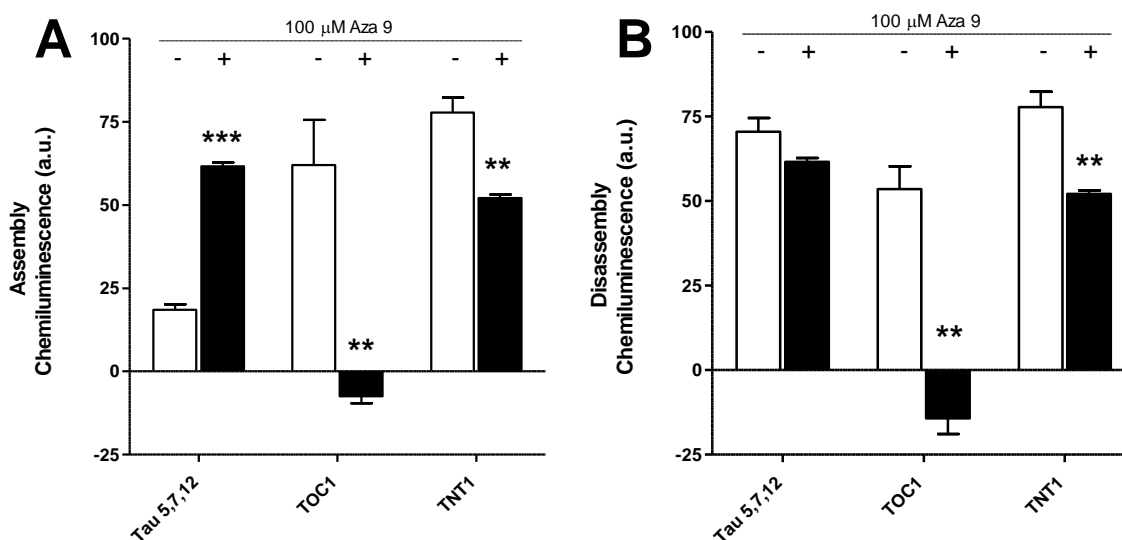 A
100 μM Aza 9
- + - + - +
100
75
50
25
0
-25
Assembly
Chemiluminescence (a.u.)
***
**
**
Tau 5,7,12
TOC1
TNT1
B
100 μM Aza 9
- + - + - +
100
75
50
25
0
-25
Disassembly
Chemiluminescence (a.u.)
**
**
Tau 5,7,12
TOC1
TNT1